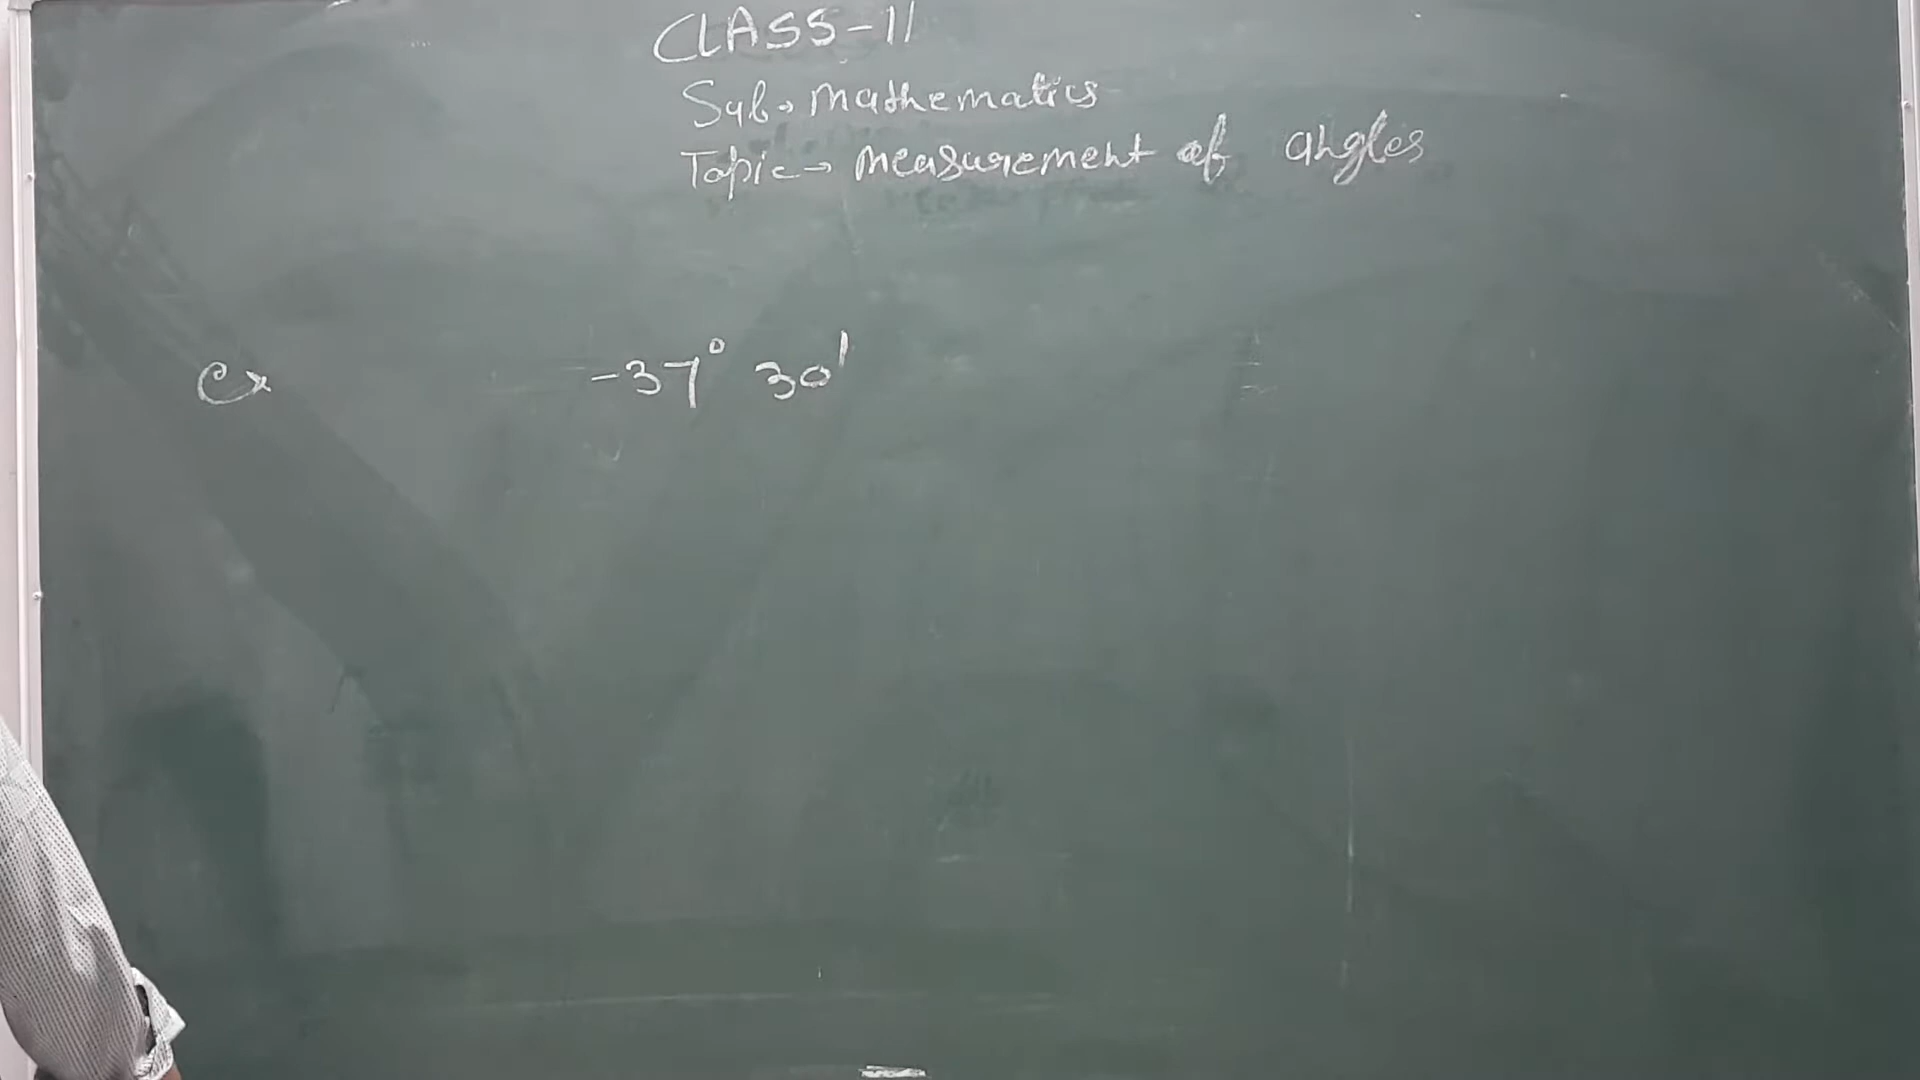 CLASS-11
Sub→ Mathematics
Topic→ Measurement of angles
ex -37° 30'